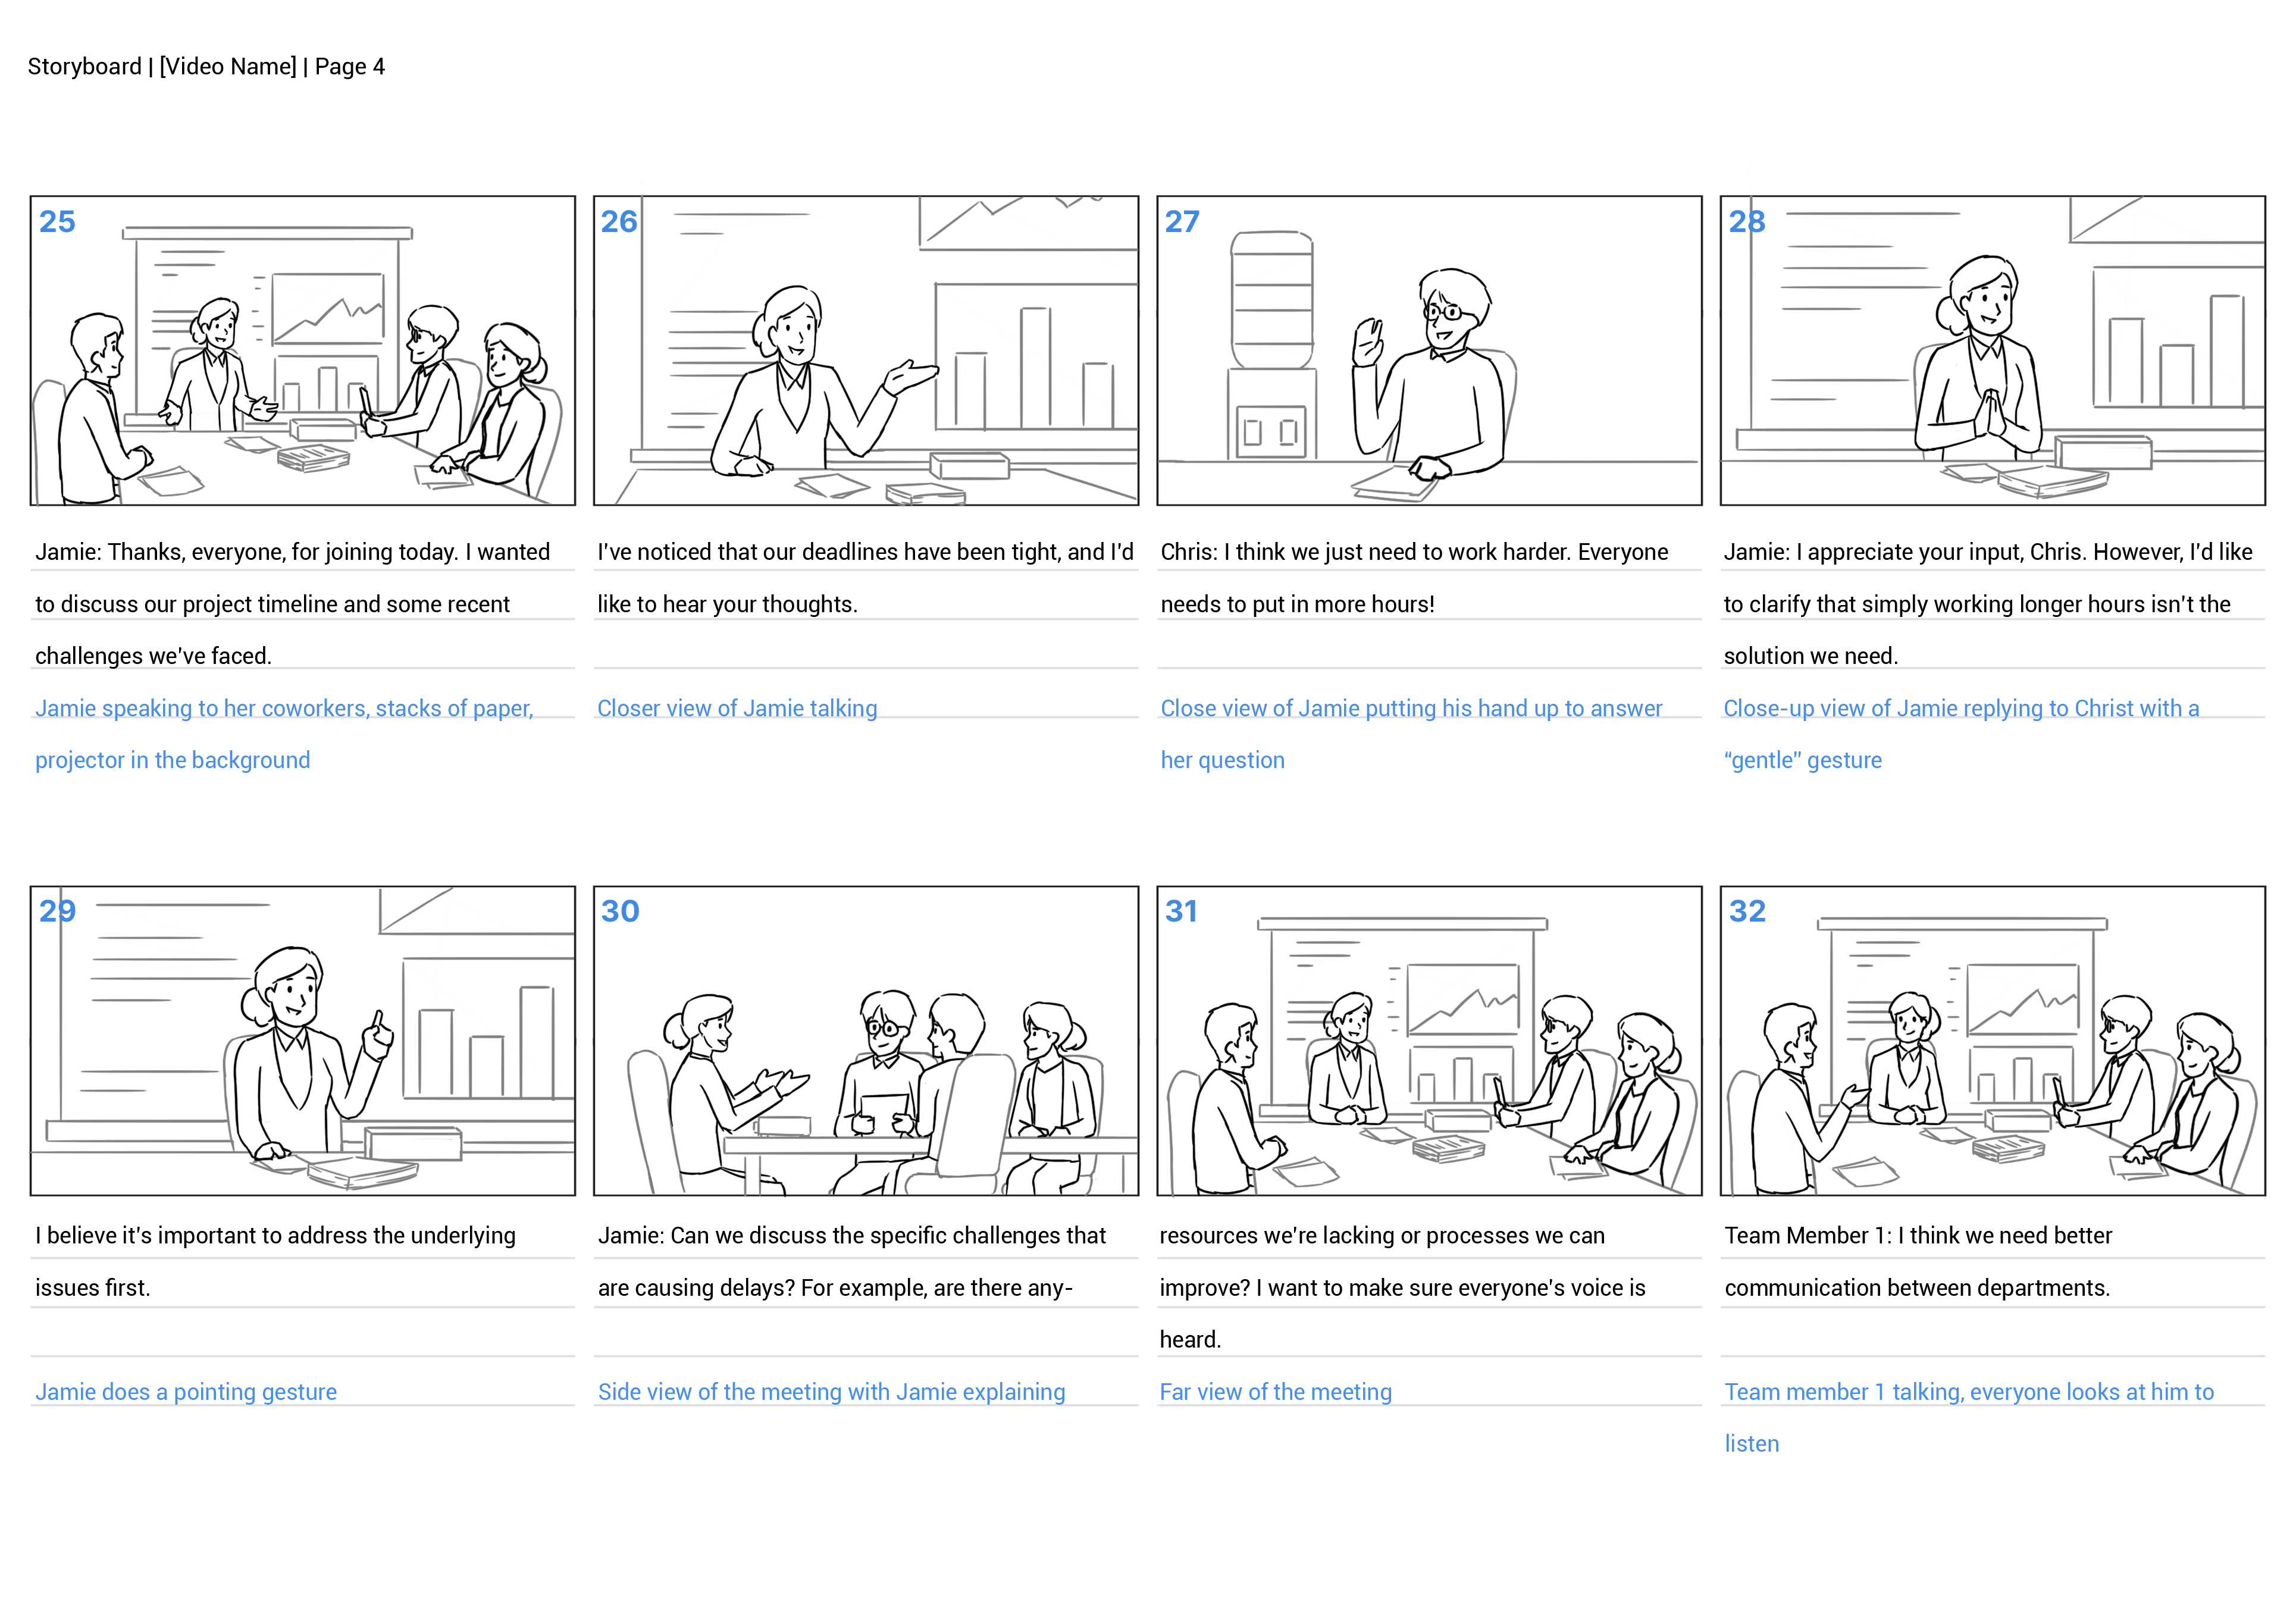 Storyboard | [Video Name] | Page 4
25
Jamie: Thanks, everyone, for joining today. I wanted
to discuss our project timeline and some recent
challenges we've faced.
Jamie speaking to her coworkers, stacks of paper,
projector in the background
26
I've noticed that our deadlines have been tight, and I'd
like to hear your thoughts.
Closer view of Jamie talking
27
Chris: I think we just need to work harder. Everyone
needs to put in more hours!
Close view of Jamie putting his hand up to answer
her question
28
Jamie: I appreciate your input, Chris. However, I'd like
to clarify that simply working longer hours isn't the
solution we need.
Close-up view of Jamie replying to Christ with a
“gentle” gesture
29
I believe it's important to address the underlying
issues first.
Jamie does a pointing gesture
30
Jamie: Can we discuss the specific challenges that
are causing delays? For example, are there any-
Side view of the meeting with Jamie explaining
31
resources we're lacking or processes we can
improve? I want to make sure everyone's voice is
heard.
Far view of the meeting
32
Team Member 1: I think we need better
communication between departments.
Team member 1 talking, everyone looks at him to
listen